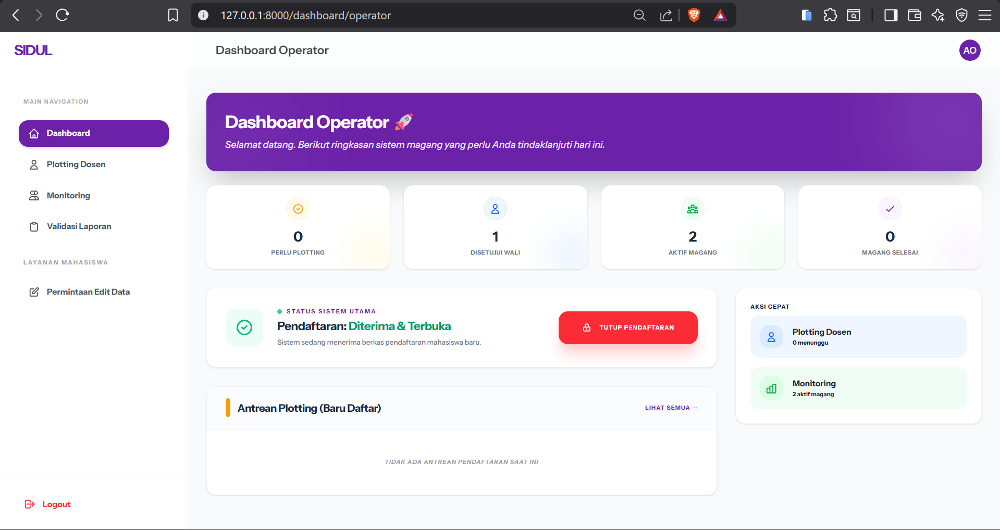 127.0.0.1:8000/dashboard/operator
SIDUL
Dashboard Operator
AO
MAIN NAVIGATION
Dashboard
Plotting Dosen
Monitoring
Validasi Laporan
LAYANAN MAHASISWA
Permintaan Edit Data
Logout
Dashboard Operator 🚀
Selamat datang. Berikut ringkasan sistem magang yang perlu Anda tindaklanjuti hari ini.
0
PERLU PLOTTING
1
DISETUJUI WALI
2
AKTIF MAGANG
0
MAGANG SELESAI
STATUS SISTEM UTAMA
Pendaftaran: Diterima & Terbuka
Sistem sedang menerima berkas pendaftaran mahasiswa baru.
TUTUP PENDAFTARAN
Antrean Plotting (Baru Daftar)
LIHAT SEMUA →
TIDAK ADA ANTREAN PENDAFTARAN SAAT INI
AKSI CEPAT
Plotting Dosen
0 menunggu
Monitoring
2 aktif magang